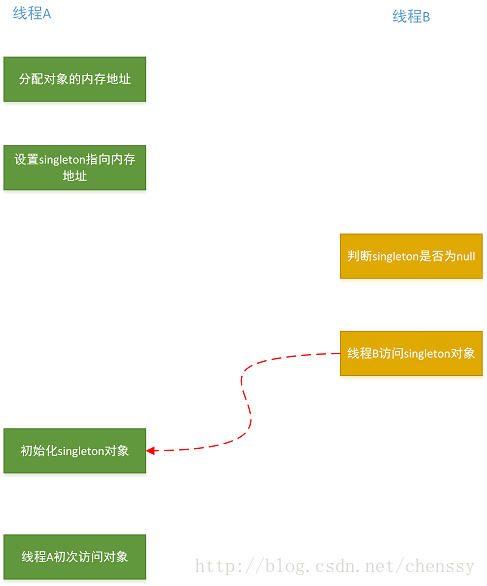 线程A
线程B
分配对象的内存地址
设置singleton指向内存
地址
判断singleton是否为null
线程B访问singleton对象
初始化singleton对象
线程A初次访问对象
http://blog.csdn.net/chenssy